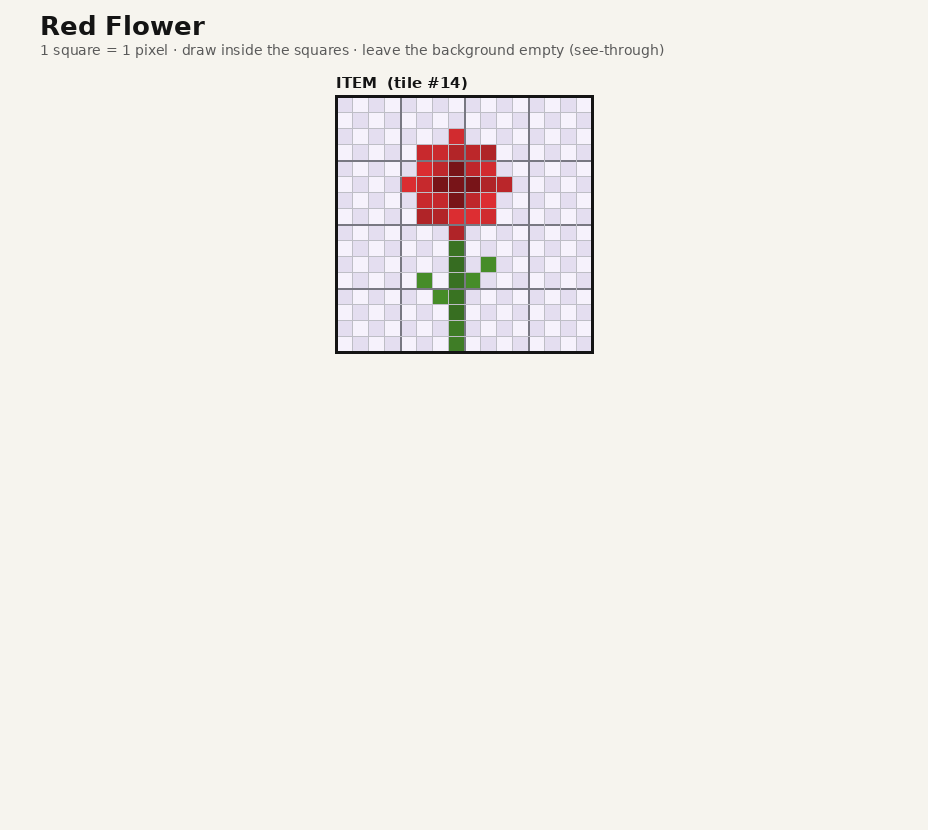 Red Flower
1 square = 1 pixel · draw inside the squares · leave the background empty (see-through)
ITEM (tile #14)